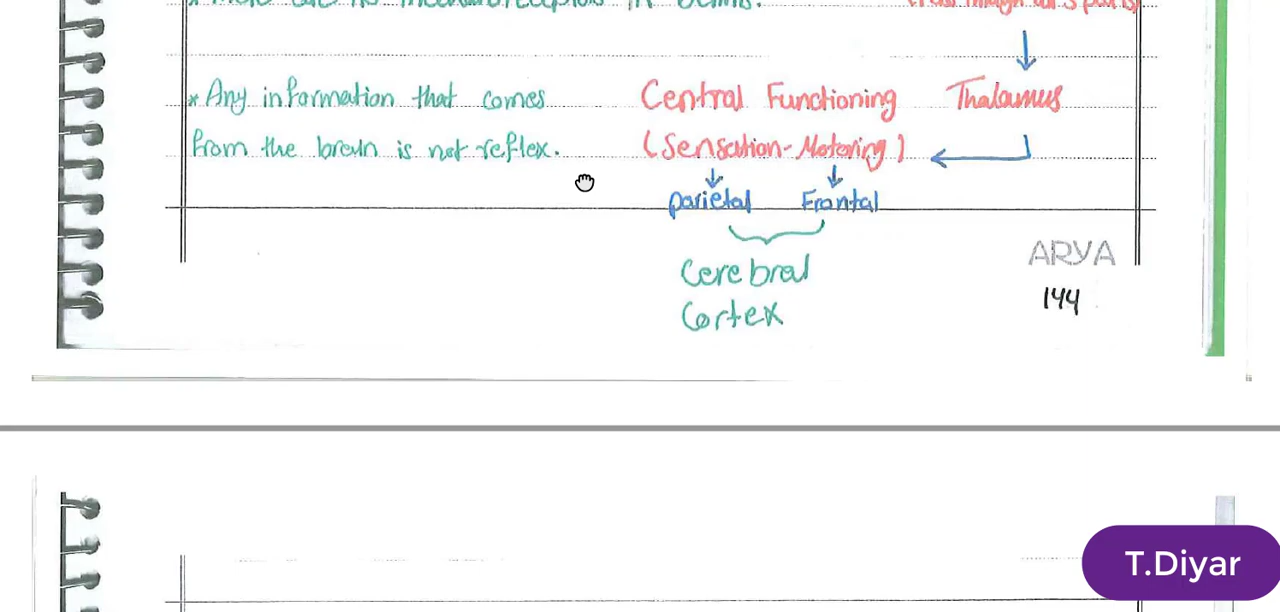 in
* Any information that comes
from the brain is not reflex.
Central Functioning
(Sensation-Motoring)
Parietal Frontal
Cerebral
Cortex
Thalamus
ARYA
144
T.Diyar